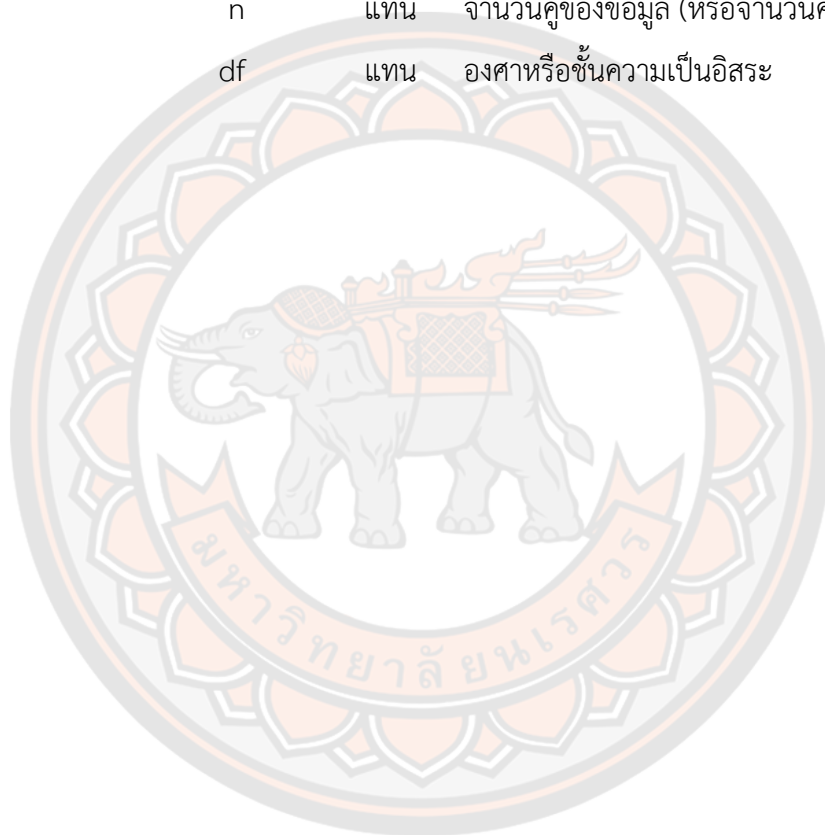 n แทน จำนวนคู่ของข้อมูล (หรือจำนวน
df แทน องศาหรือชั้นความเป็นอิสระ
มหาวิทยาลัยนเรศวร